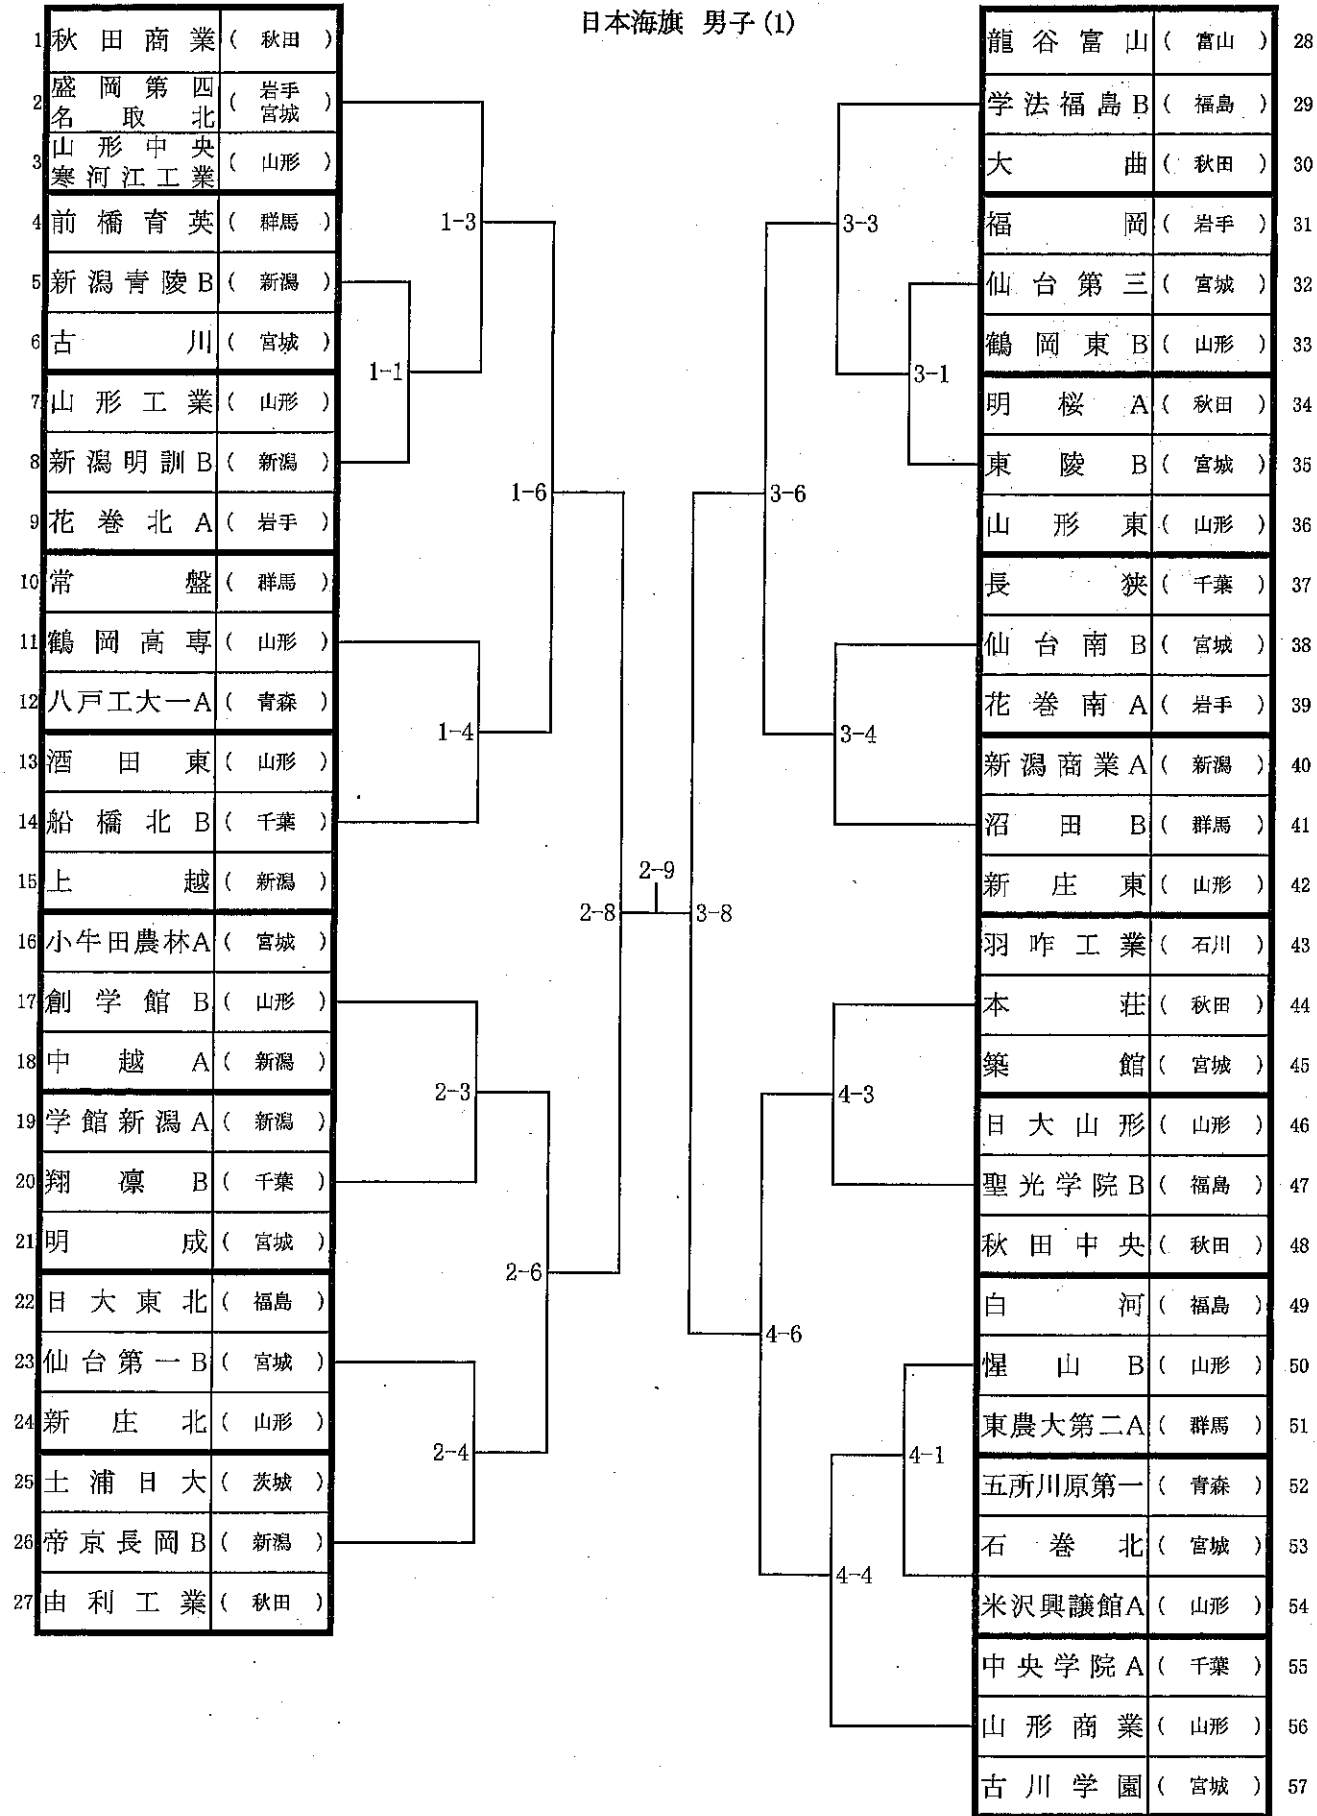 日本海旗 男子(1)
1 秋田商業 (秋田)
2 盛岡第四 名取北 (岩手 宮城)
3 山形中央 寒河江工業 (山形)
4 前橋育英 (群馬)
5 新潟青陵B (新潟)
6 古川 (宮城)
7 山形工業 (山形)
8 新潟明訓B (新潟)
9 花巻北A (岩手)
10 常盤 (群馬)
11 鶴岡高専 (山形)
12 八戸工大一A (青森)
13 酒田東 (山形)
14 船橋北B (千葉)
15 上越 (新潟)
16 小牛田農林A (宮城)
17 創学館B (山形)
18 中越A (新潟)
19 学館新潟A (新潟)
20 翔凛B (千葉)
21 明成 (宮城)
22 日大東北 (福島)
23 仙台第一B (宮城)
24 新庄北 (山形)
25 土浦日大 (茨城)
26 帝京長岡B (新潟)
27 由利工業 (秋田)
1-3
1-1
1-6
1-4
2-8
2-3
2-6
2-4
2-9
3-3
3-1
3-6
3-4
3-8
4-3
4-6
4-1
4-4
龍谷富山 (富山) 28
学法福島B (福島) 29
大曲 (秋田) 30
福岡 (岩手) 31
仙台第三 (宮城) 32
鶴岡東B (山形) 33
明桜A (秋田) 34
東陵B (宮城) 35
山形東 (山形) 36
長狭 (千葉) 37
仙台南B (宮城) 38
花巻南A (岩手) 39
新潟商業A (新潟) 40
沼田B (群馬) 41
新庄東 (山形) 42
羽咋工業 (石川) 43
本荘 (秋田) 44
築館 (宮城) 45
日大山形 (山形) 46
聖光学院B (福島) 47
秋田中央 (秋田) 48
白河 (福島) 49
惺山B (山形) 50
東農大第二A (群馬) 51
五所川原第一 (青森) 52
石巻北 (宮城) 53
米沢興譲館A (山形) 54
中央学院A (千葉) 55
山形商業 (山形) 56
古川学園 (宮城) 57